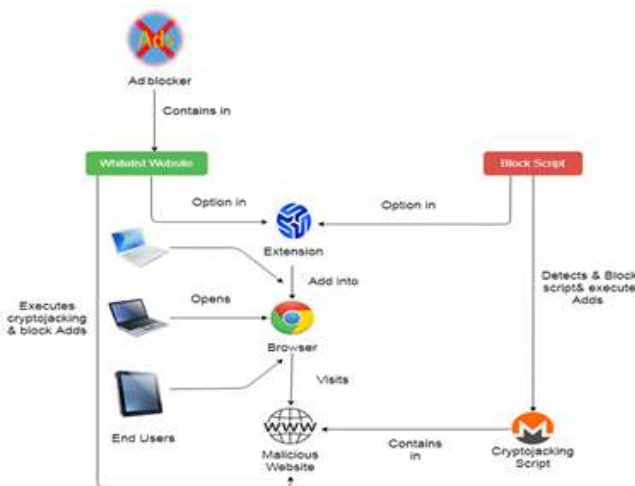 Ads
Ad blocker
Contains in
Whitelist Website
Block Script
Option in
Option in
Extension
Add into
Detects & Block
script& execute
Adds
Executes
cryptojacking
& block Adds
Opens
Browser
Visits
End Users
WWW
Malicious
Website
Contains
in
Cryptojacking
Script